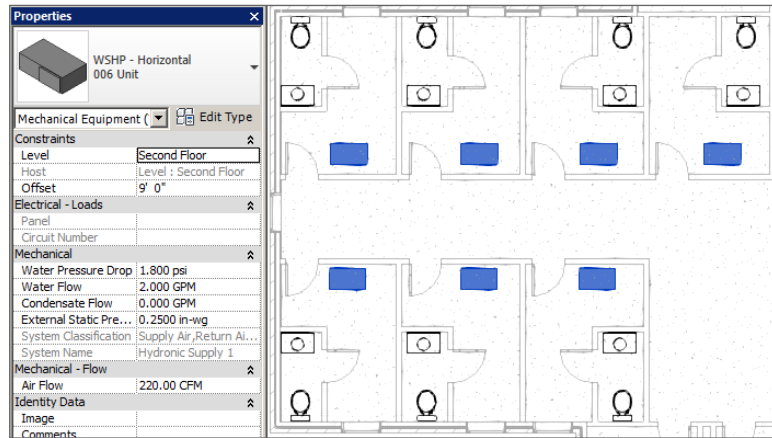 Properties
WSHP - Horizontal
006 Unit
Mechanical Equipment (
Edit Type
Constraints
Level Second Floor
Host Level : Second Floor
Offset 9' 0"
Electrical - Loads
Panel
Circuit Number
Mechanical
Water Pressure Drop 1.800 psi
Water Flow 2.000 GPM
Condensate Flow 0.000 GPM
External Static Pre... 0.2500 in-wg
System Classification Supply Air,Return Ai...
System Name Hydronic Supply 1
Mechanical - Flow
Air Flow 220.00 CFM
Identity Data
Image
Comments